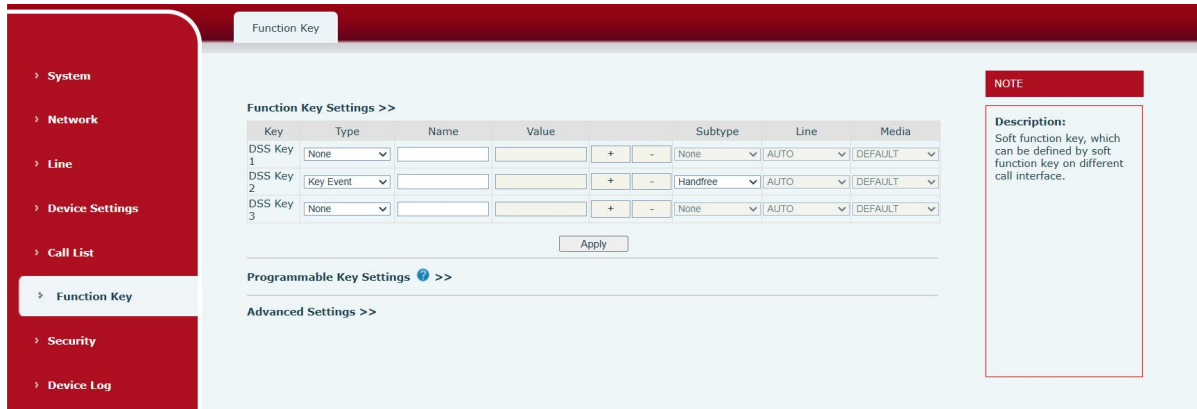 Function Key
System
Network
Line
Device Settings
Call List
Function Key
Security
Device Log
Function Key Settings >>
Key Type Name Value Subtype Line Media
DSS Key 1 None + - None AUTO DEFAULT
DSS Key 2 Key Event + - Handfree AUTO DEFAULT
DSS Key 3 None + - None AUTO DEFAULT
Apply
Programmable Key Settings ? >>
Advanced Settings >>
NOTE
Description:
Soft function key, which
can be defined by soft
function key on different
call interface.